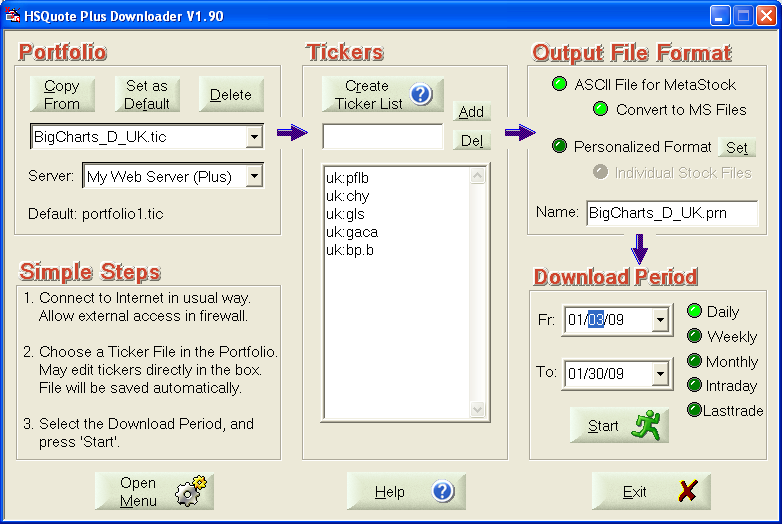 HSQuote Plus Downloader V1.90
Portfolio
Copy
From
Set as
Default
Delete
BigCharts_D_UK.tic
Server:
My Web Server (Plus)
Default: portfolio1.tic
Simple Steps
1. Connect to Internet in usual way.
Allow external access in firewall.
2. Choose a Ticker File in the Portfolio.
May edit tickers directly in the box.
File will be saved automatically.
3. Select the Download Period, and
press 'Start'.
Open
Menu
Tickers
Create
Ticker List
?
Add
Del
uk:pflb
uk:chy
uk:gls
uk:gaca
uk:bp.b
Help
?
Output File Format
ASCII File for MetaStock
Convert to MS Files
Personalized Format
Set
Individual Stock Files
Name:
BigCharts_D_UK.prn
Download Period
Fr:
01/03/09
To:
01/30/09
Daily
Weekly
Monthly
Intraday
Lasttrade
Start
Exit